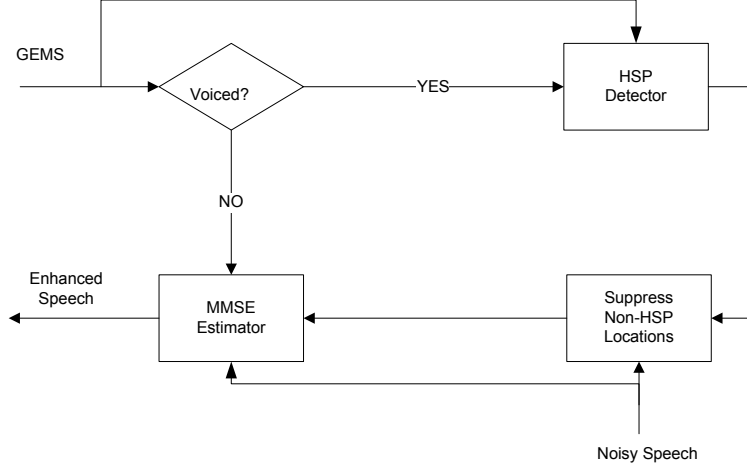 GEMS
Voiced?
YES
HSP
Detector
NO
Enhanced
Speech
MMSE
Estimator
Suppress
Non-HSP
Locations
Noisy Speech